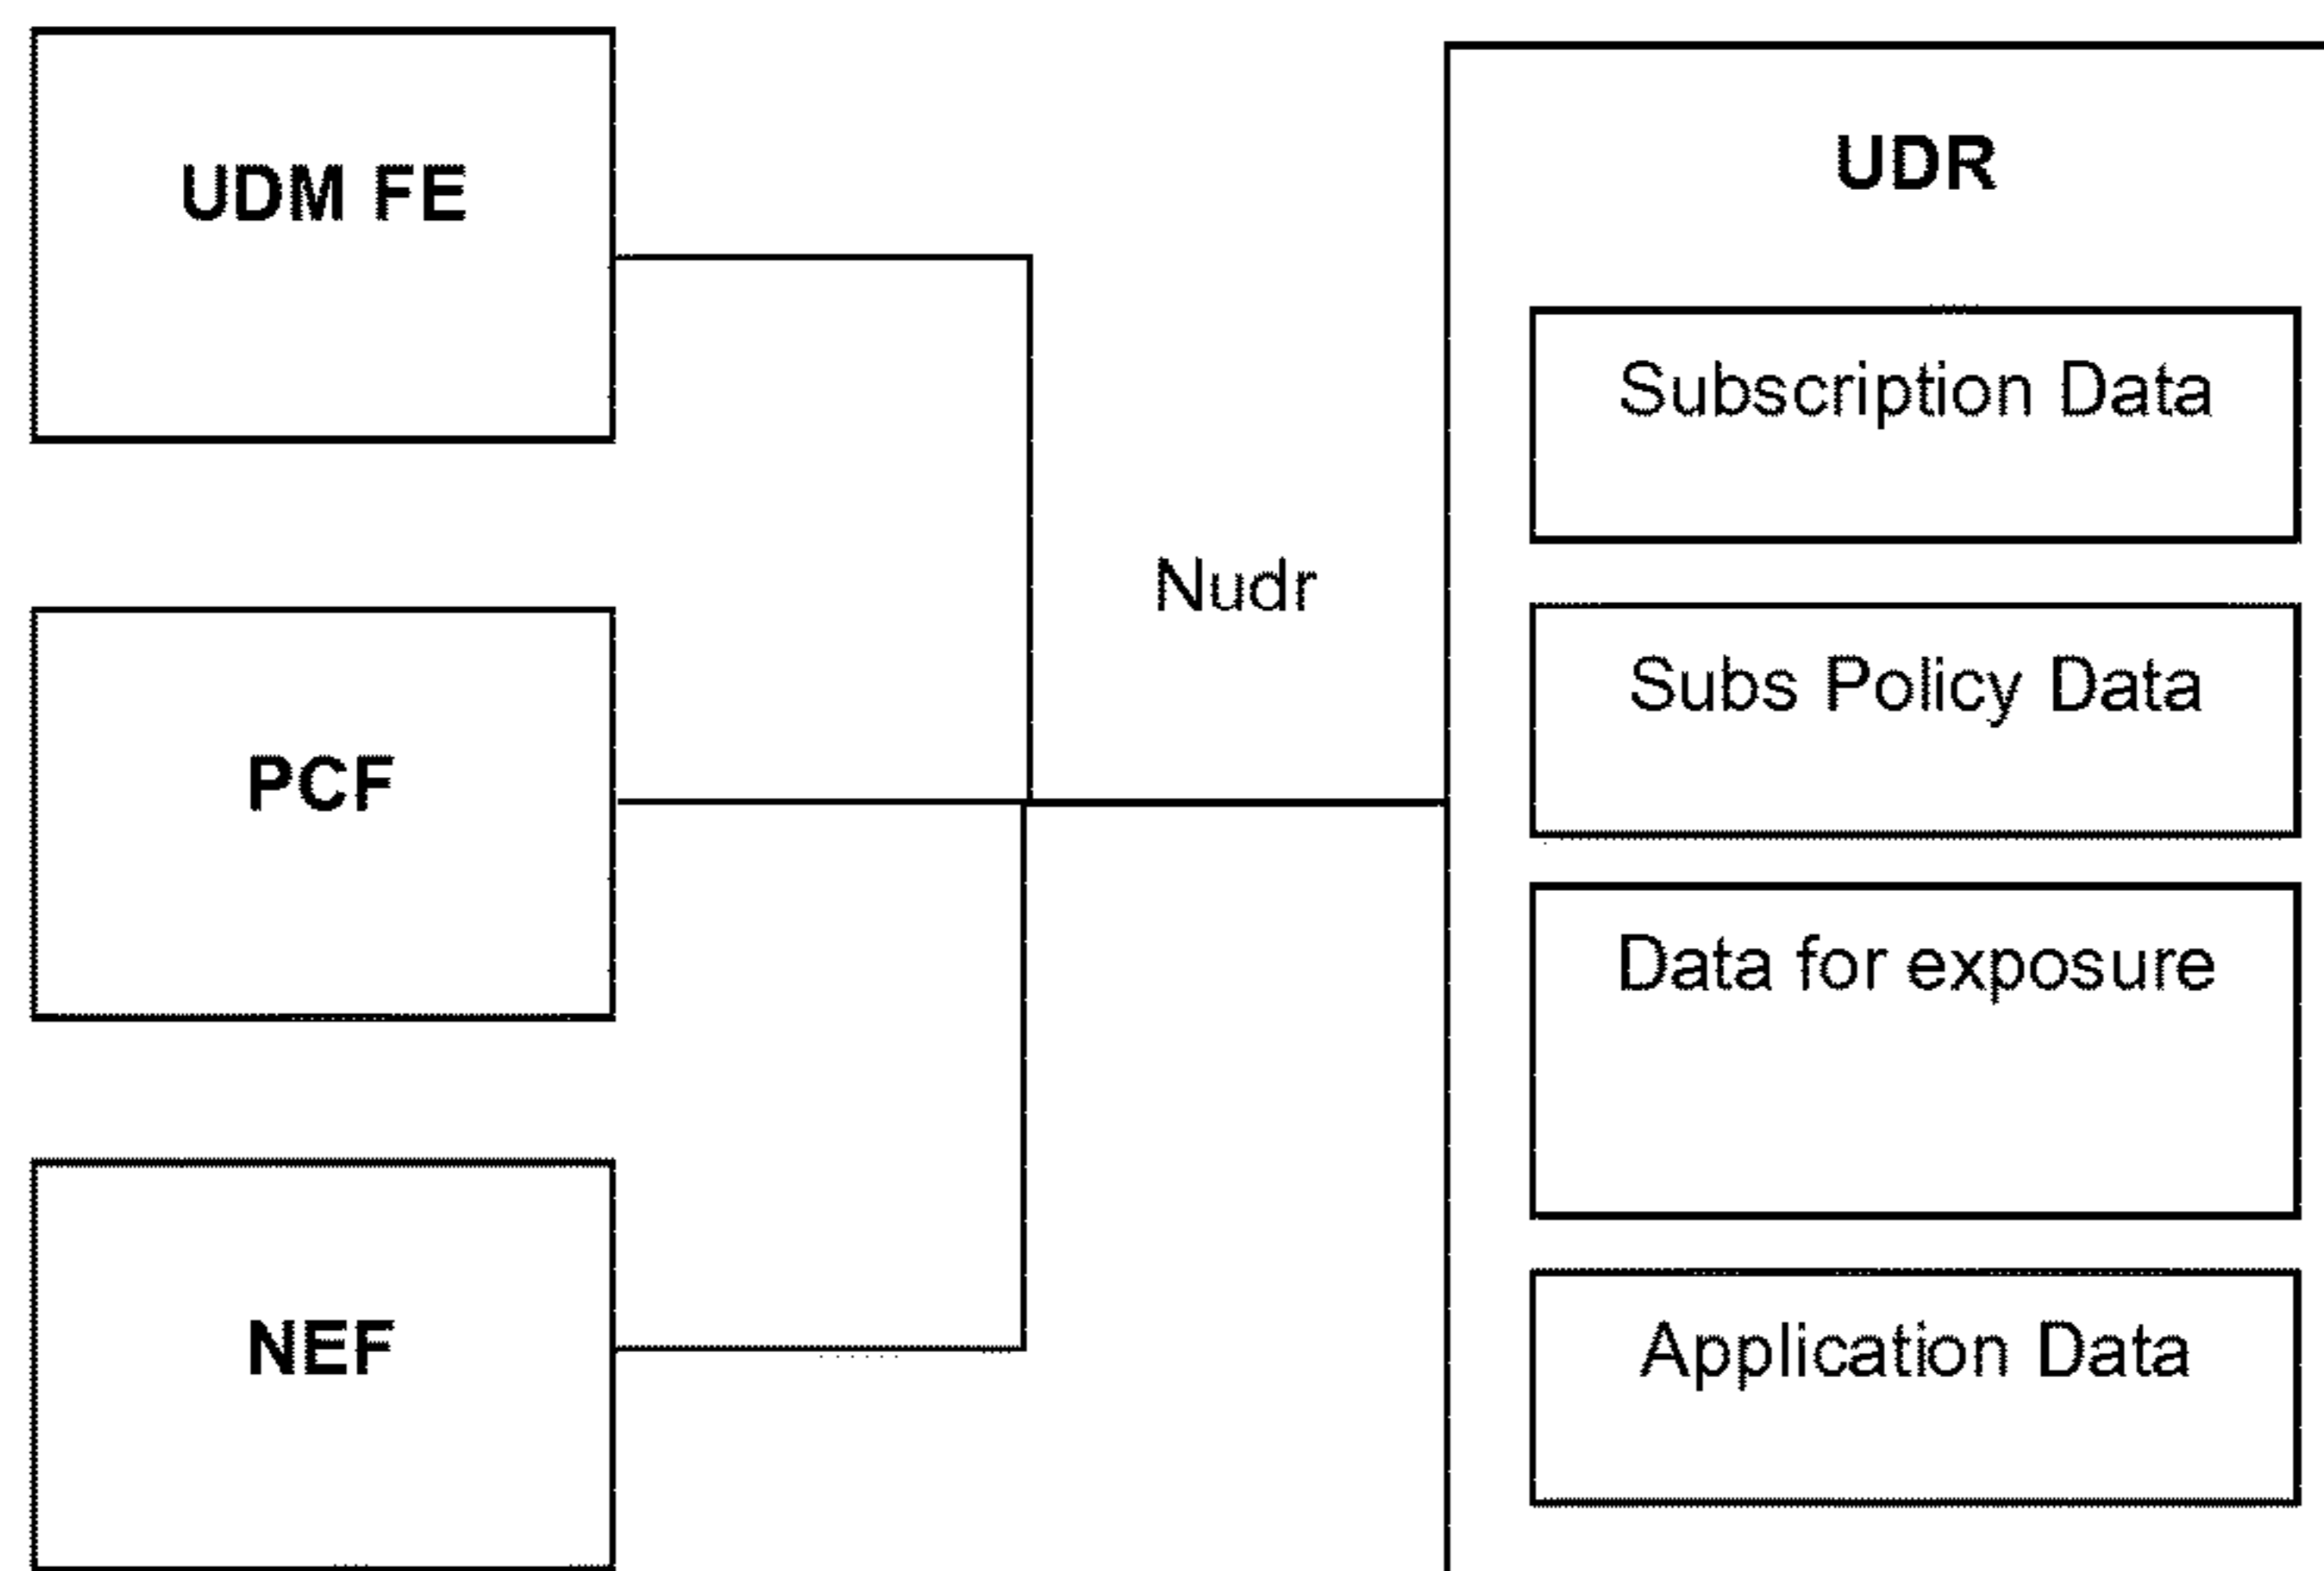 UDM FE
PCF
NEF
Nudr
UDR
Subscription Data
Subs Policy Data
Data for exposure
Application Data